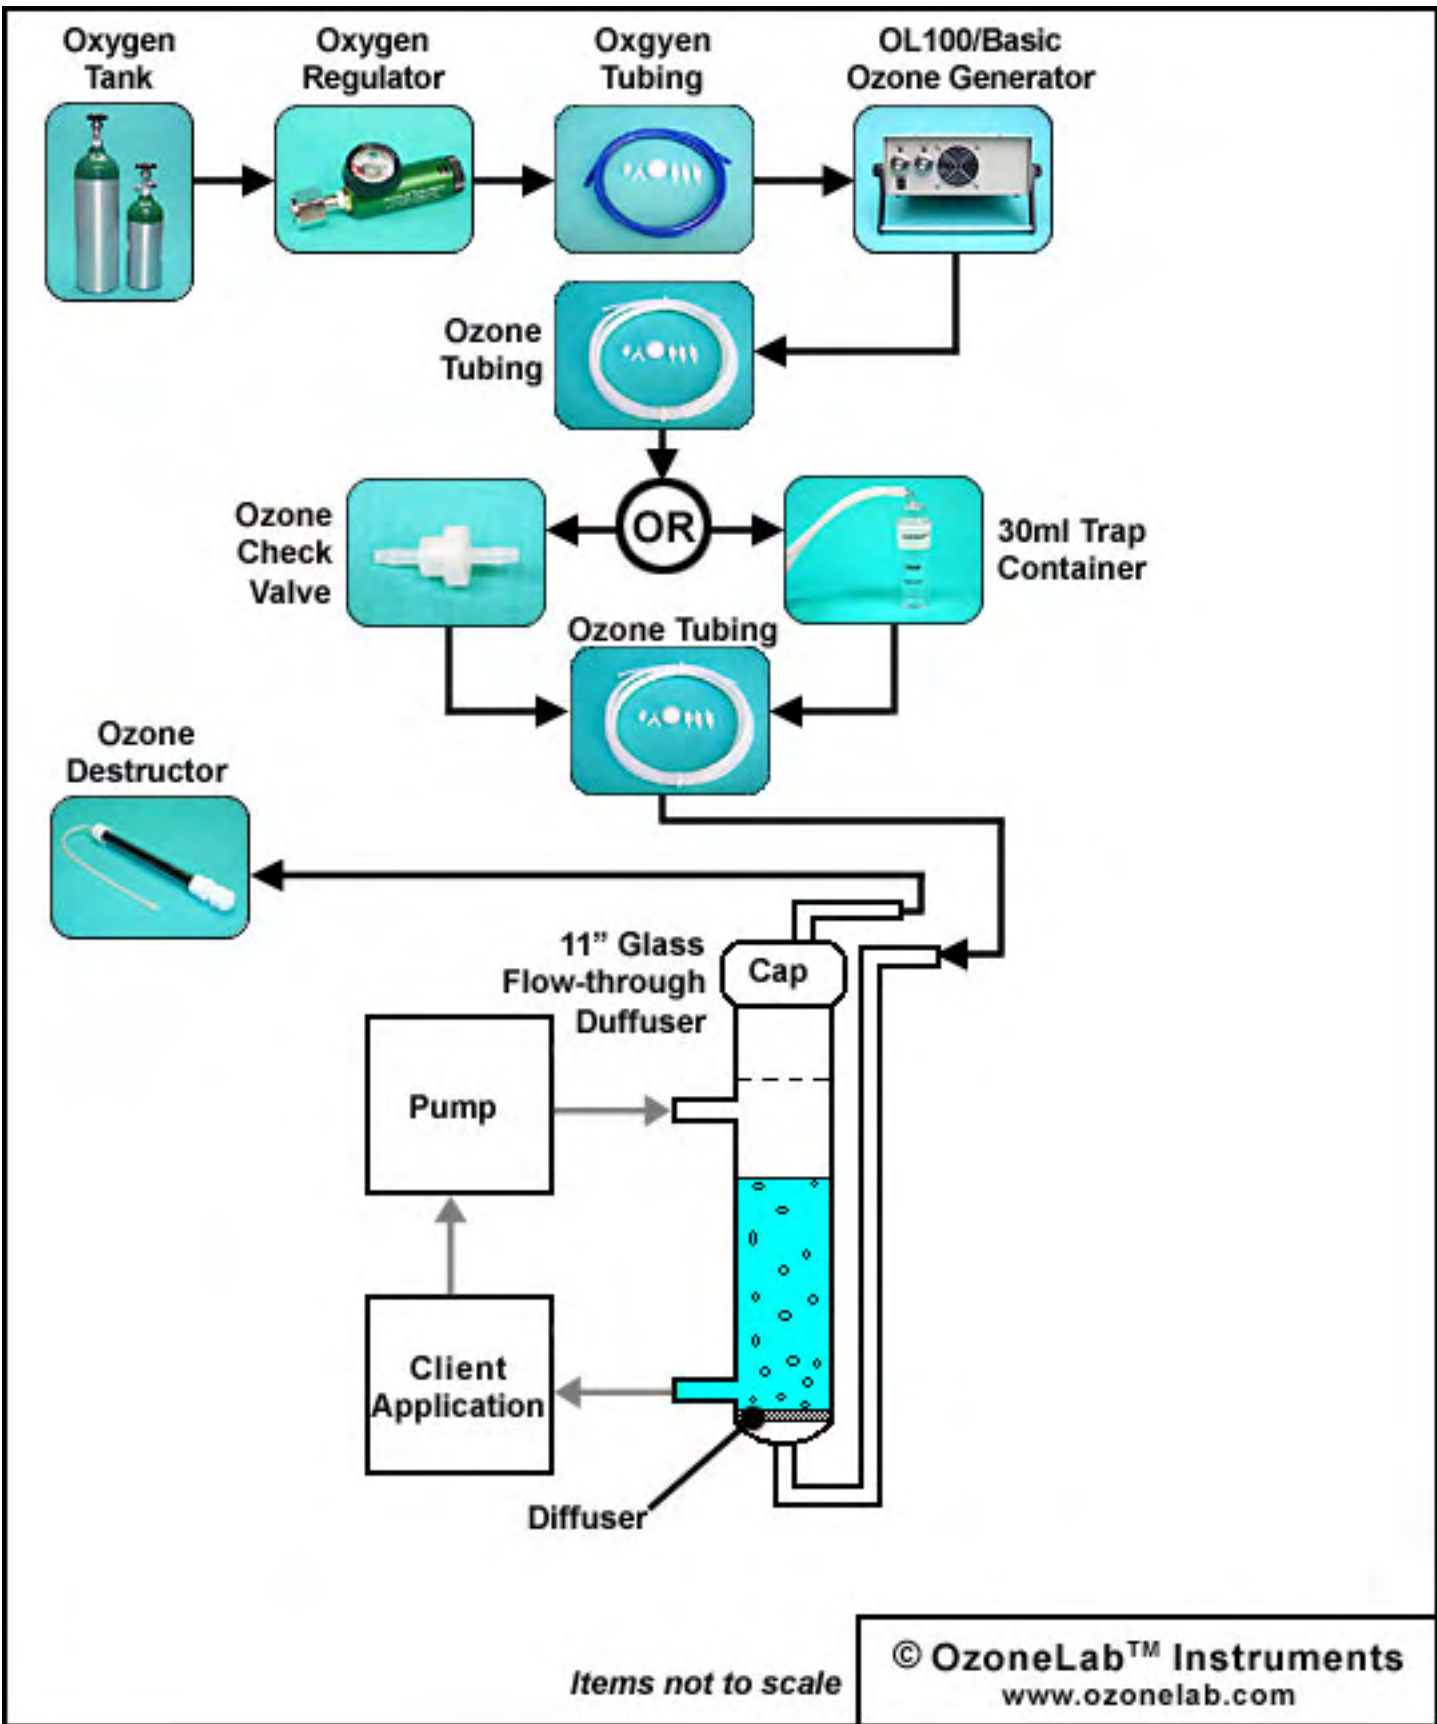 Oxygen
Tank
Oxygen
Regulator
Oxgyen
Tubing
OL100/Basic
Ozone Generator
Ozone
Tubing
OR
Ozone
Check
Valve
30ml Trap
Container
Ozone Tubing
Ozone
Destructor
11” Glass
Flow-through
Duffuser
Cap
Pump
Client
Application
Diffuser
Items not to scale
© OzoneLab™ Instruments
www.ozonelab.com